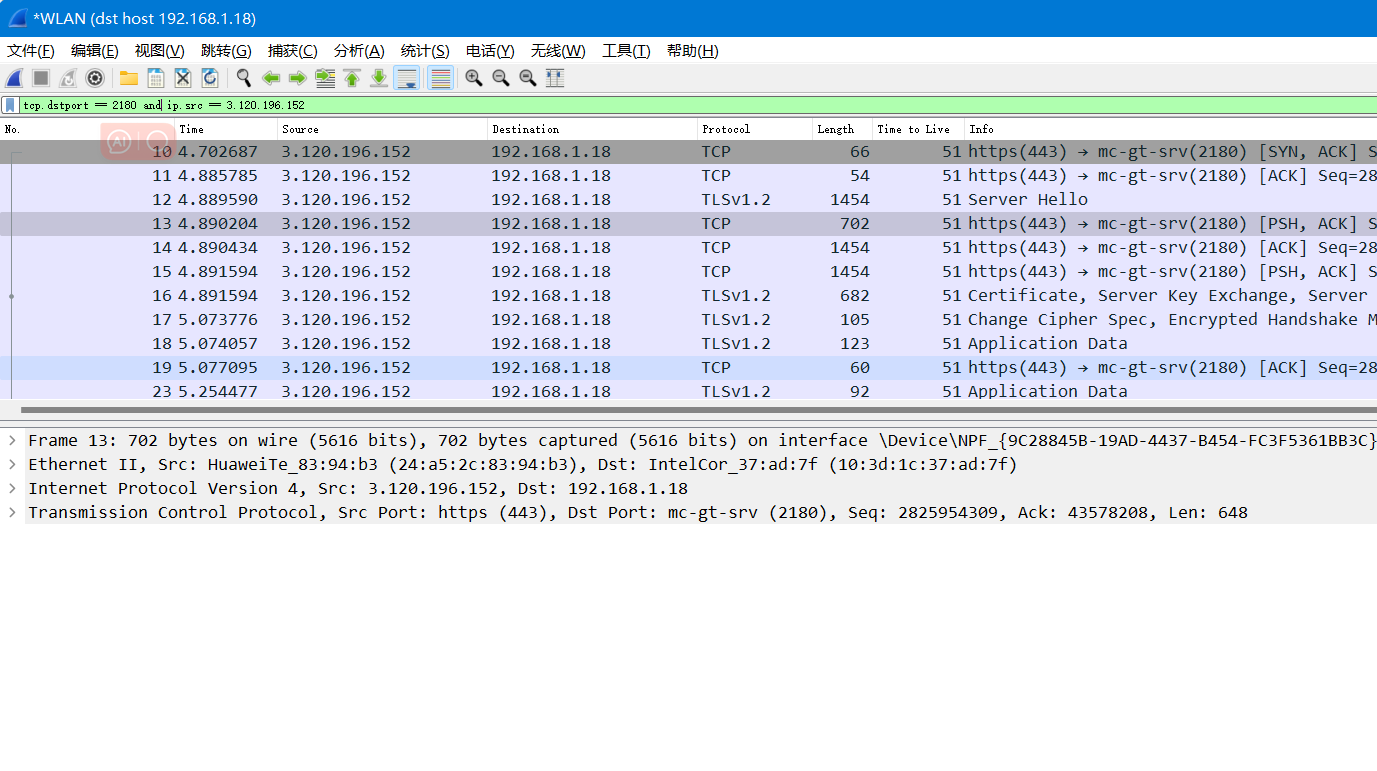 *WLAN (dst host 192.168.1.18)
文件(F) 编辑(E) 视图(V) 跳转(G) 捕获(C) 分析(A) 统计(S) 电话(Y) 无线(W) 工具(T) 帮助(H)
tcp.dstport == 2180 and ip.src == 3.120.196.152
No. Time Source Destination Protocol Length Time to Live Info
AI
10 4.702687 3.120.196.152 192.168.1.18 TCP 66 51 https(443) → mc-gt-srv(2180) [SYN, ACK] S
11 4.885785 3.120.196.152 192.168.1.18 TCP 54 51 https(443) → mc-gt-srv(2180) [ACK] Seq=28
12 4.889590 3.120.196.152 192.168.1.18 TLSv1.2 1454 51 Server Hello
13 4.890204 3.120.196.152 192.168.1.18 TCP 702 51 https(443) → mc-gt-srv(2180) [PSH, ACK] S
14 4.890434 3.120.196.152 192.168.1.18 TCP 1454 51 https(443) → mc-gt-srv(2180) [ACK] Seq=28
15 4.891594 3.120.196.152 192.168.1.18 TCP 1454 51 https(443) → mc-gt-srv(2180) [PSH, ACK] S
16 4.891594 3.120.196.152 192.168.1.18 TLSv1.2 682 51 Certificate, Server Key Exchange, Server
17 5.073776 3.120.196.152 192.168.1.18 TLSv1.2 105 51 Change Cipher Spec, Encrypted Handshake M
18 5.074057 3.120.196.152 192.168.1.18 TLSv1.2 123 51 Application Data
19 5.077095 3.120.196.152 192.168.1.18 TCP 60 51 https(443) → mc-gt-srv(2180) [ACK] Seq=28
23 5.254477 3.120.196.152 192.168.1.18 TLSv1.2 92 51 Application Data
Frame 13: 702 bytes on wire (5616 bits), 702 bytes captured (5616 bits) on interface \Device\NPF_{9C28845B-19AD-4437-B454-FC3F5361BB3C}
Ethernet II, Src: HuaweiTe_83:94:b3 (24:a5:2c:83:94:b3), Dst: IntelCor_37:ad:7f (10:3d:1c:37:ad:7f)
Internet Protocol Version 4, Src: 3.120.196.152, Dst: 192.168.1.18
Transmission Control Protocol, Src Port: https (443), Dst Port: mc-gt-srv (2180), Seq: 2825954309, Ack: 43578208, Len: 648